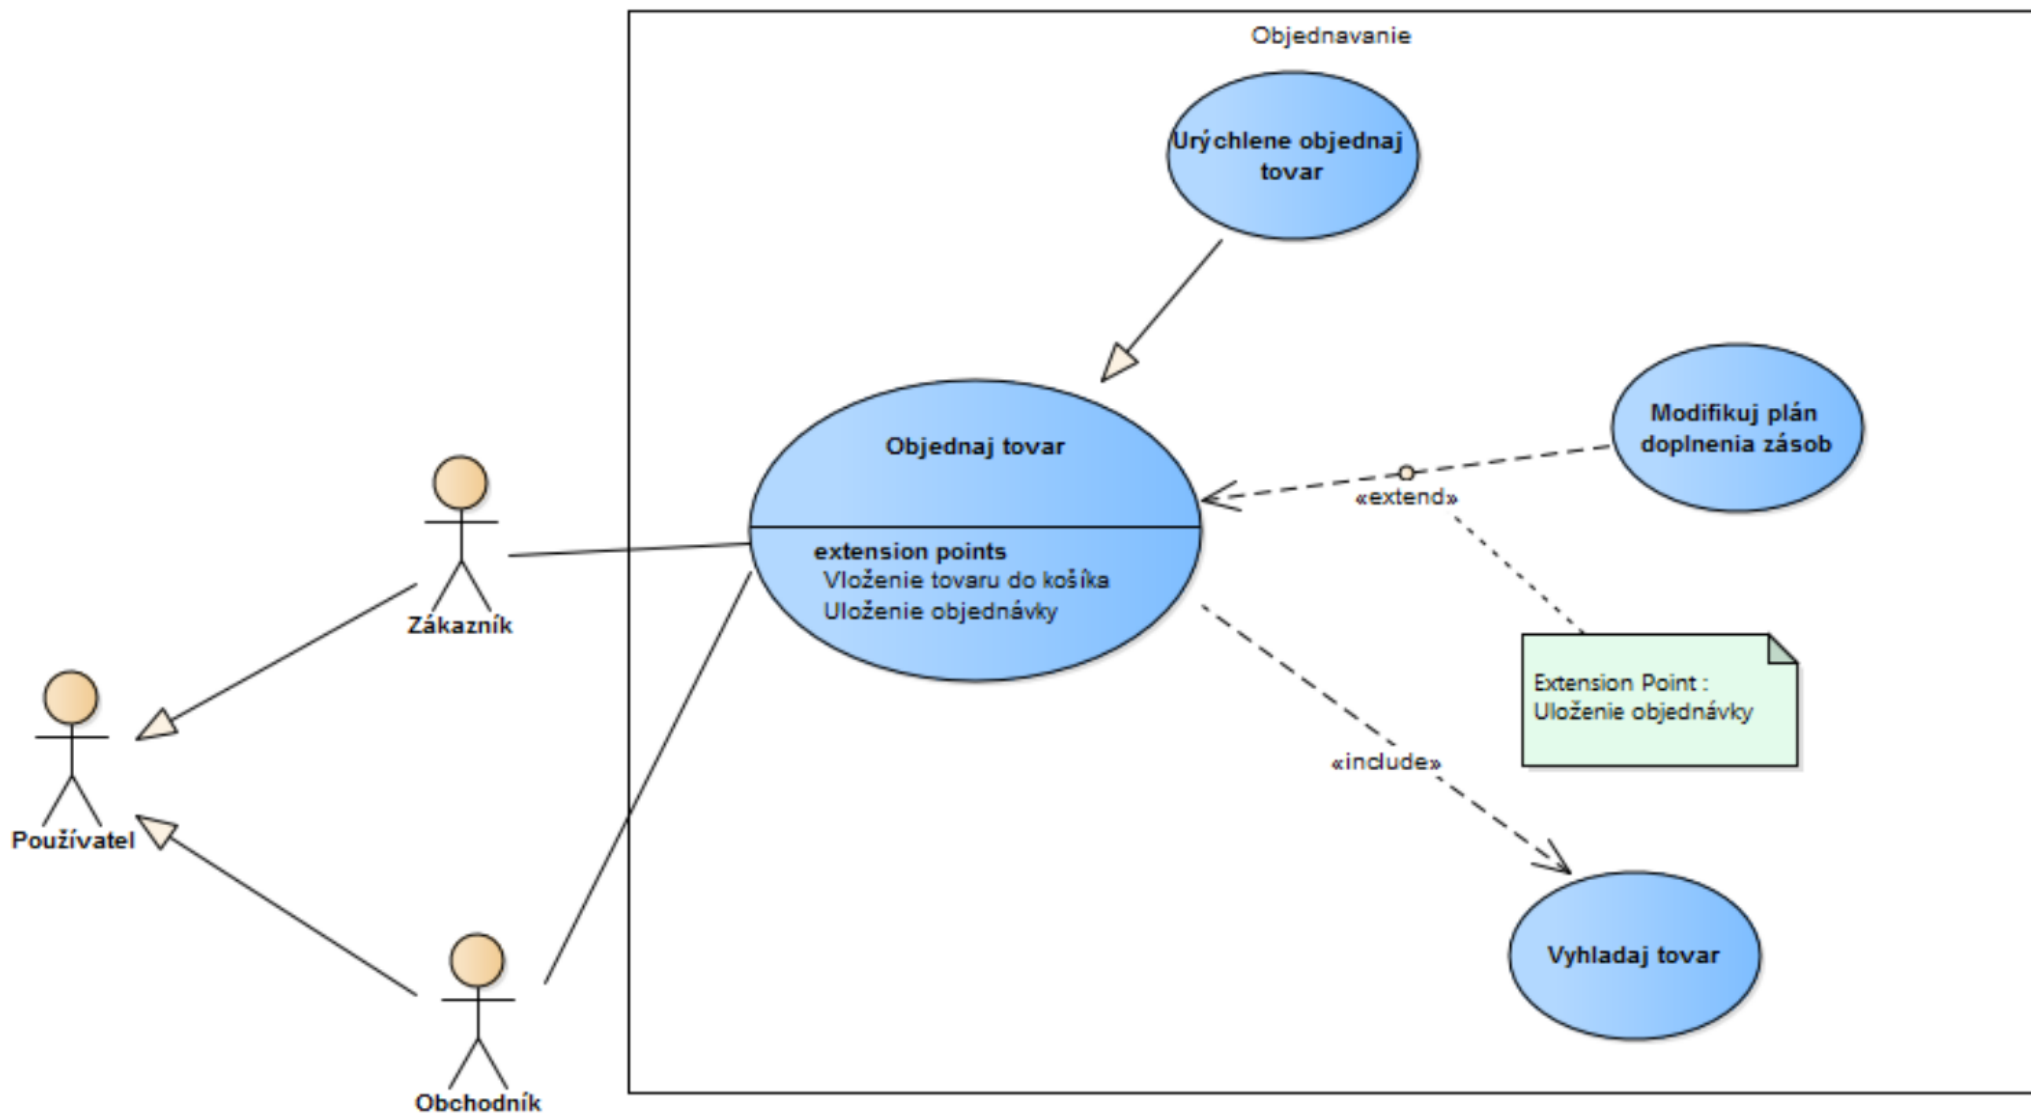 Objednavanie
Urýchlene objednaj
tovar
Objednaj tovar
extension points
Vloženie tovaru do košíka
Uloženie objednávky
Modifikuj plán
doplnenia zásob
«extend»
Extension Point :
Uloženie objednávky
«include»
Vyhladaj tovar
Zákazník
Používatel
Obchodník